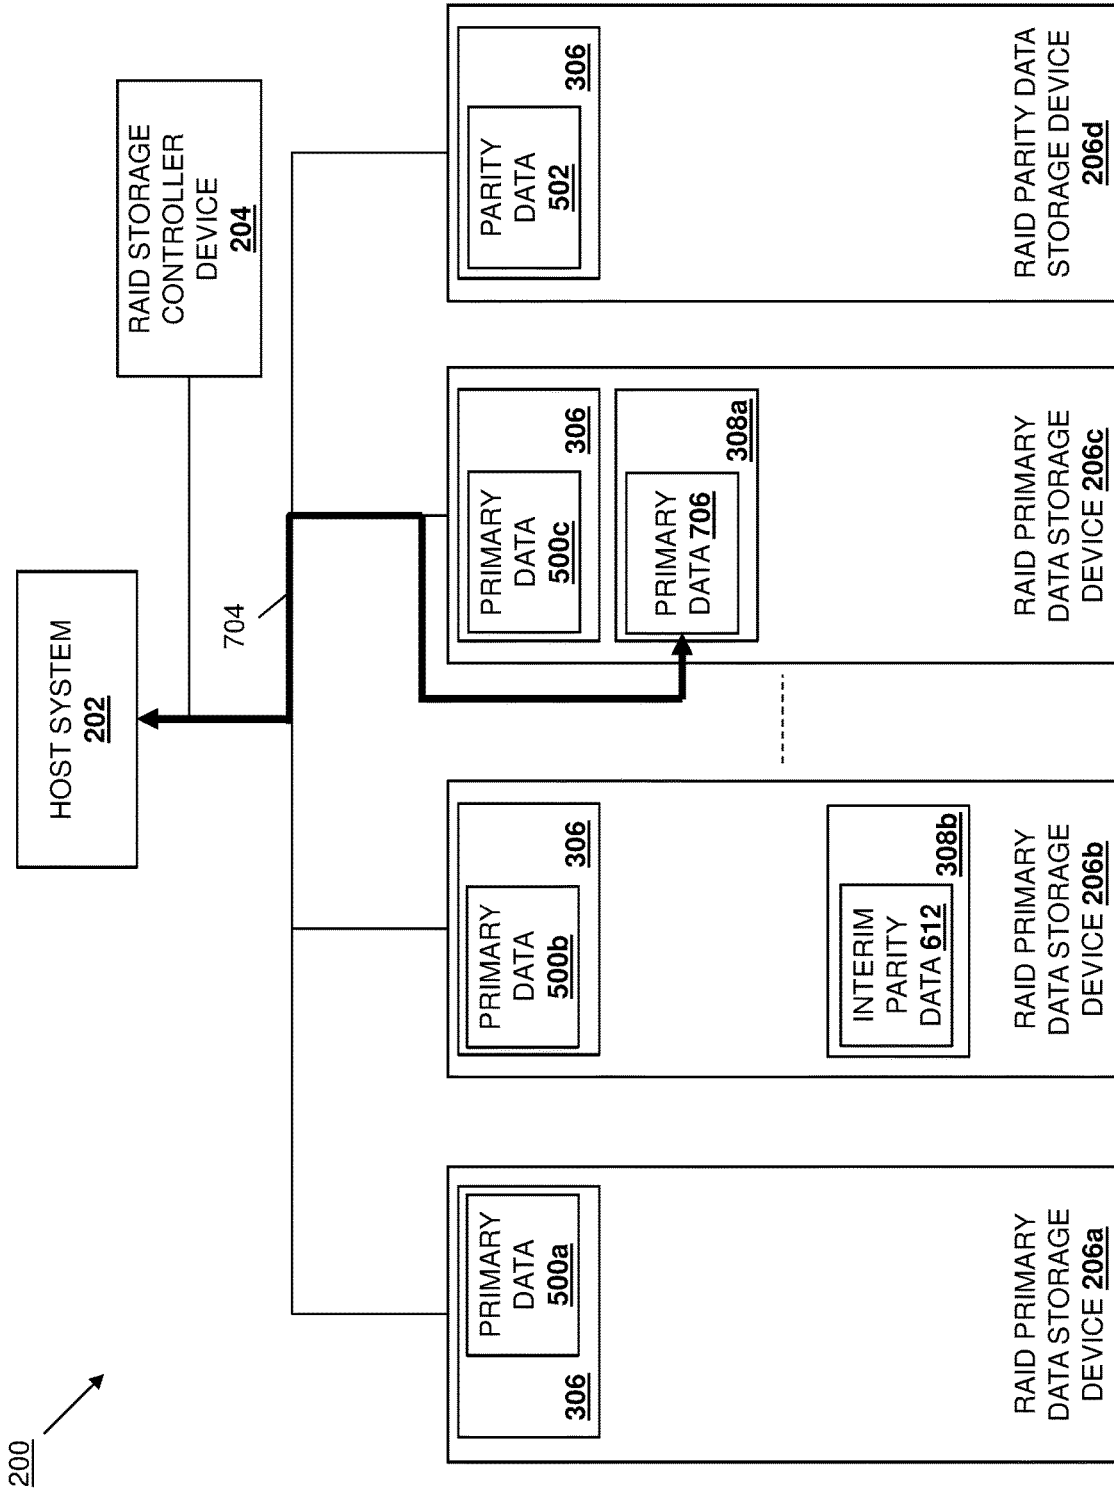 200
HOST SYSTEM
202
RAID STORAGE
CONTROLLER
DEVICE
204
704
PRIMARY
DATA
500a
306
RAID PRIMARY
DATA STORAGE
DEVICE 206a
PRIMARY
DATA
500b
306
INTERIM
PARITY
DATA 612
308b
RAID PRIMARY
DATA STORAGE
DEVICE 206b
PRIMARY
DATA
500c
306
PRIMARY
DATA 706
308a
RAID PRIMARY
DATA STORAGE
DEVICE 206c
PARITY
DATA
502
306
RAID PARITY DATA
STORAGE DEVICE
206d